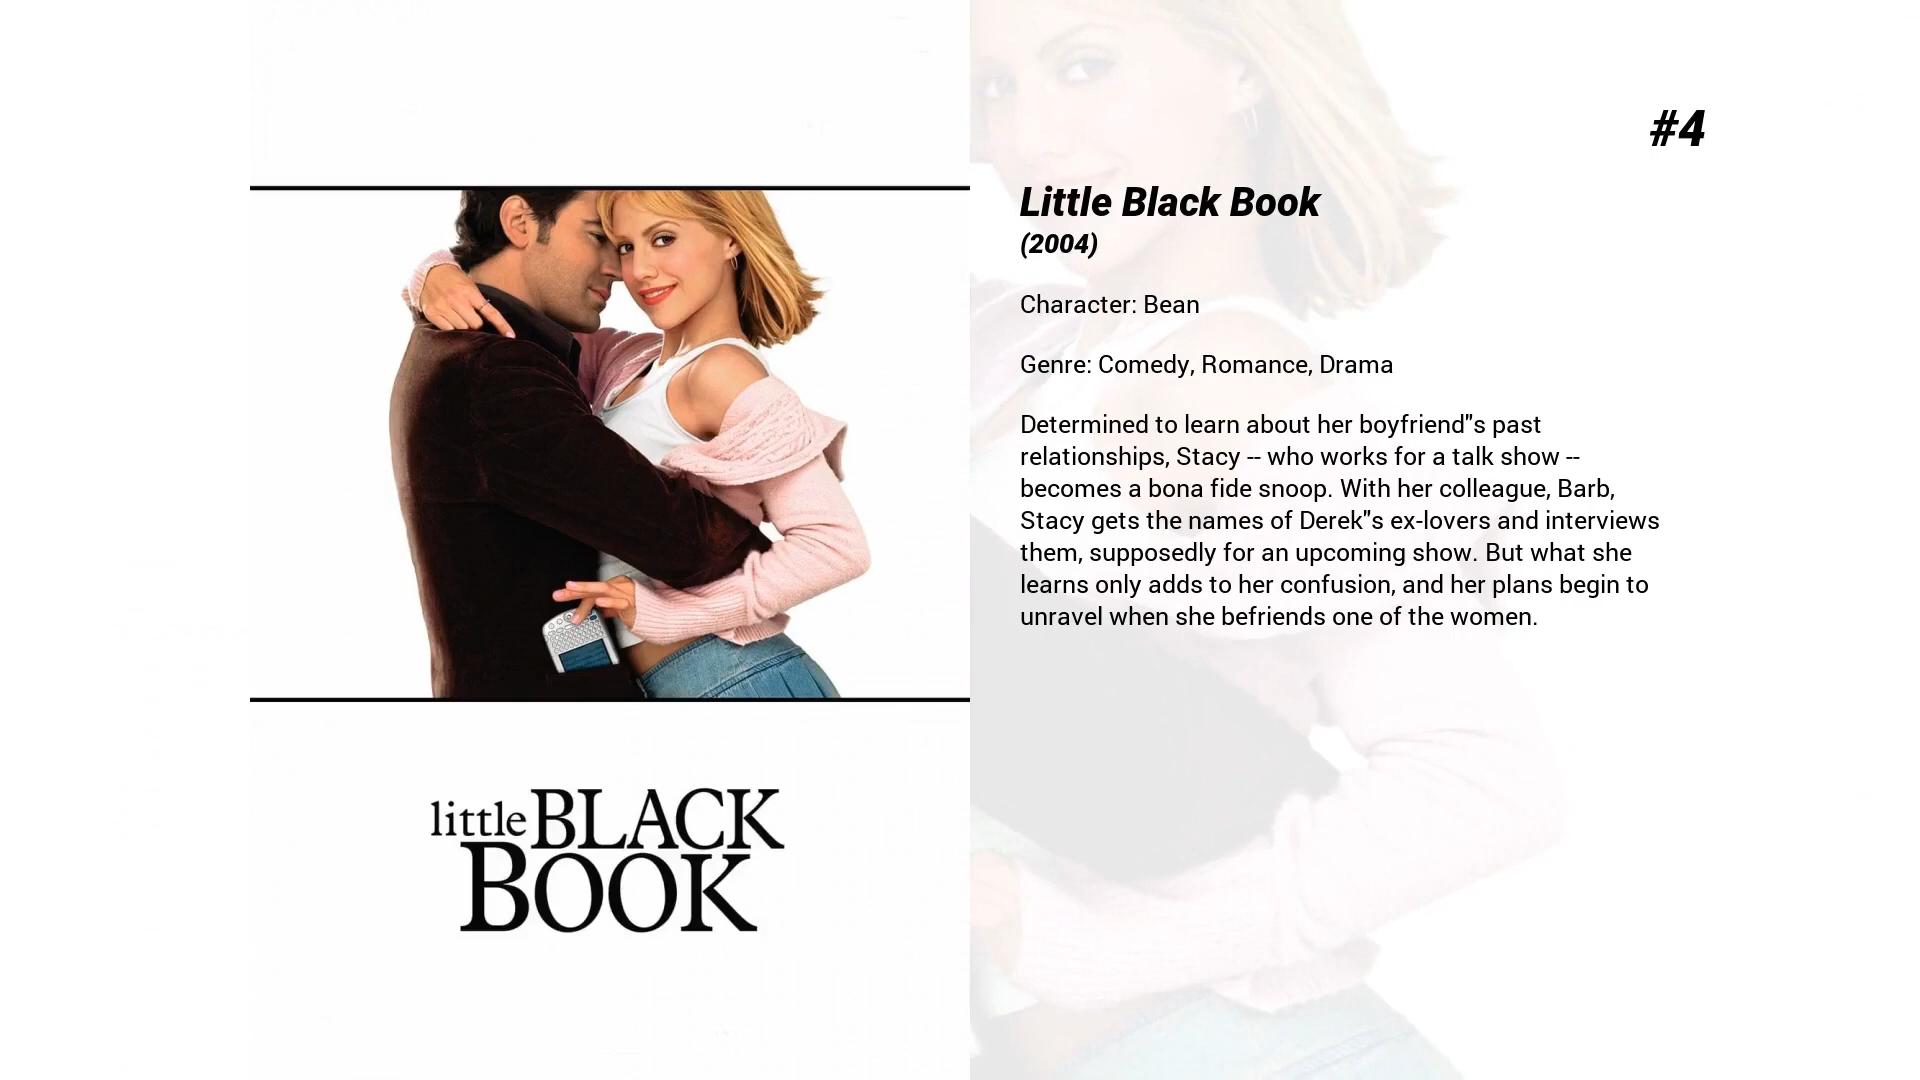 #4
Little Black Book
(2004)
Character: Bean
Genre: Comedy, Romance, Drama
Determined to learn about her boyfriend"s past
relationships, Stacy -- who works for a talk show --
becomes a bona fide snoop. With her colleague, Barb,
Stacy gets the names of Derek"s ex-lovers and interviews
them, supposedly for an upcoming show. But what she
learns only adds to her confusion, and her plans begin to
unravel when she befriends one of the women.
little BLACK
BOOK